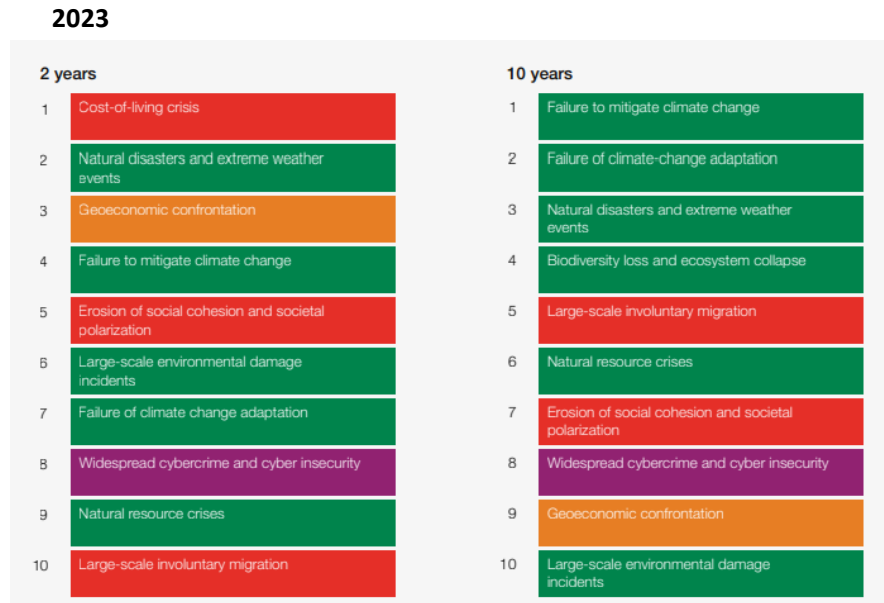 2023
2 years
1 Cost-of-living crisis
2 Natural disasters and extreme weather
events
3 Geoeconomic confrontation
4 Failure to mitigate climate change
5 Erosion of social cohesion and societal
polarization
6 Large-scale environmental damage
incidents
7 Failure of climate change adaptation
8 Widespread cybercrime and cyber insecurity
9 Natural resource crises
10 Large-scale involuntary migration
10 years
1 Failure to mitigate climate change
2 Failure of climate-change adaptation
3 Natural disasters and extreme weather
events
4 Biodiversity loss and ecosystem collapse
5 Large-scale involuntary migration
6 Natural resource crises
7 Erosion of social cohesion and societal
polarization
8 Widespread cybercrime and cyber insecurity
9 Geoeconomic confrontation
10 Large-scale environmental damage
incidents